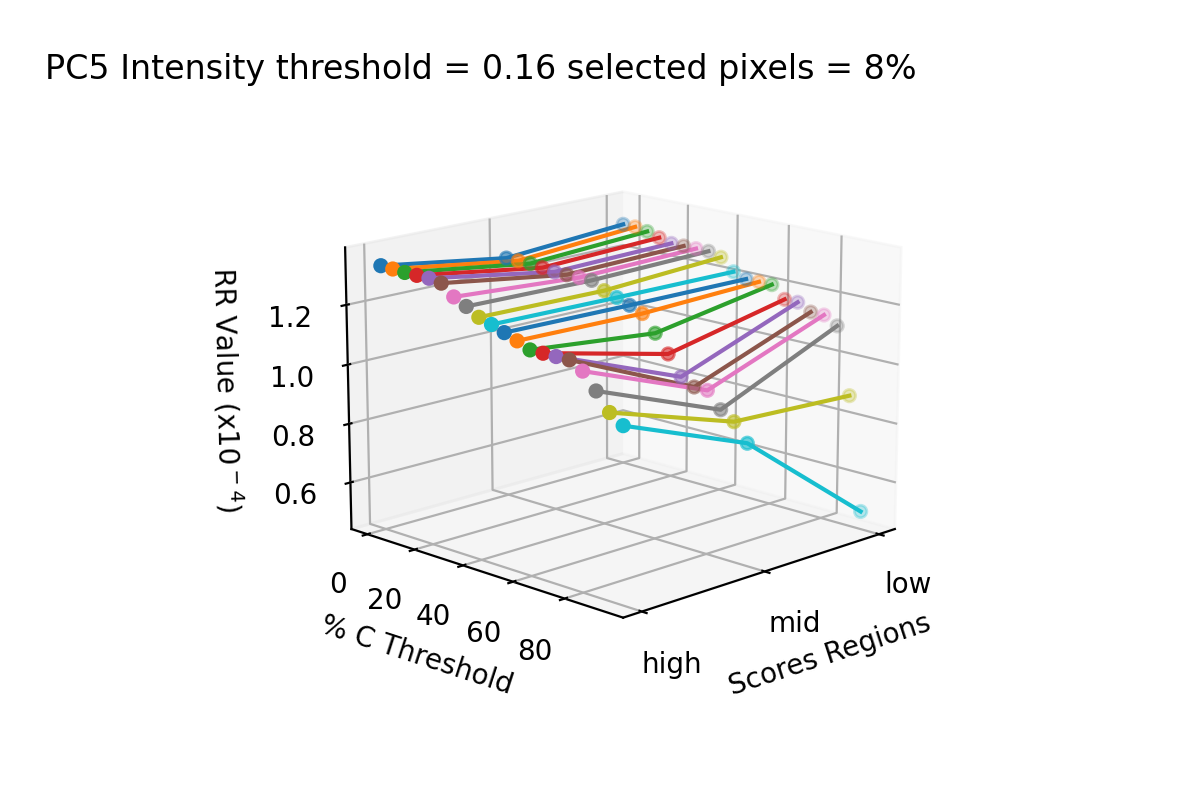 PC5 Intensity threshold = 0.16 selected pixels = 8%
RR Value (x10⁻⁴)
1.2
1.0
0.8
0.6
0
20
40
60
80
% C Threshold
high
mid
low
Scores Regions